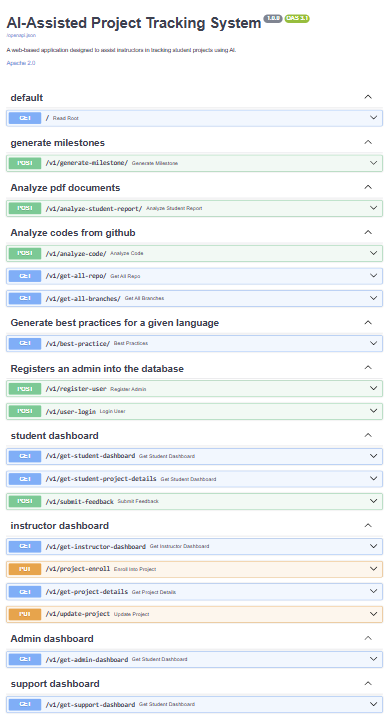 AI-Assisted Project Tracking System 1.0.0 OAS 3.1
/openapi.json
A web-based application designed to assist instructors in tracking student projects using AI.
Apache 2.0
default
GET / Read Root
generate milestones
POST /v1/generate-milestone/ Generate Milestone
Analyze pdf documents
POST /v1/analyze-student-report/ Analyze Student Report
Analyze codes from github
POST /v1/analyze-code/ Analyze Code
GET /v1/get-all-repo/ Get All Repo
GET /v1/get-all-branches/ Get All Branches
Generate best practices for a given language
GET /v1/best-practice/ Best Practices
Registers an admin into the database
POST /v1/register-user Register Admin
POST /v1/user-login Login User
student dashboard
GET /v1/get-student-dashboard Get Student Dashboard
GET /v1/get-student-project-details Get Student Dashboard
POST /v1/submit-feedback Submit Feedback
instructor dashboard
GET /v1/get-instructor-dashboard Get Instructor Dashboard
PUT /v1/project-enroll Enroll Into Project
GET /v1/get-project-details Get Project Details
PUT /v1/update-project Update Project
Admin dashboard
GET /v1/get-admin-dashboard Get Student Dashboard
support dashboard
GET /v1/get-support-dashboard Get Student Dashboard